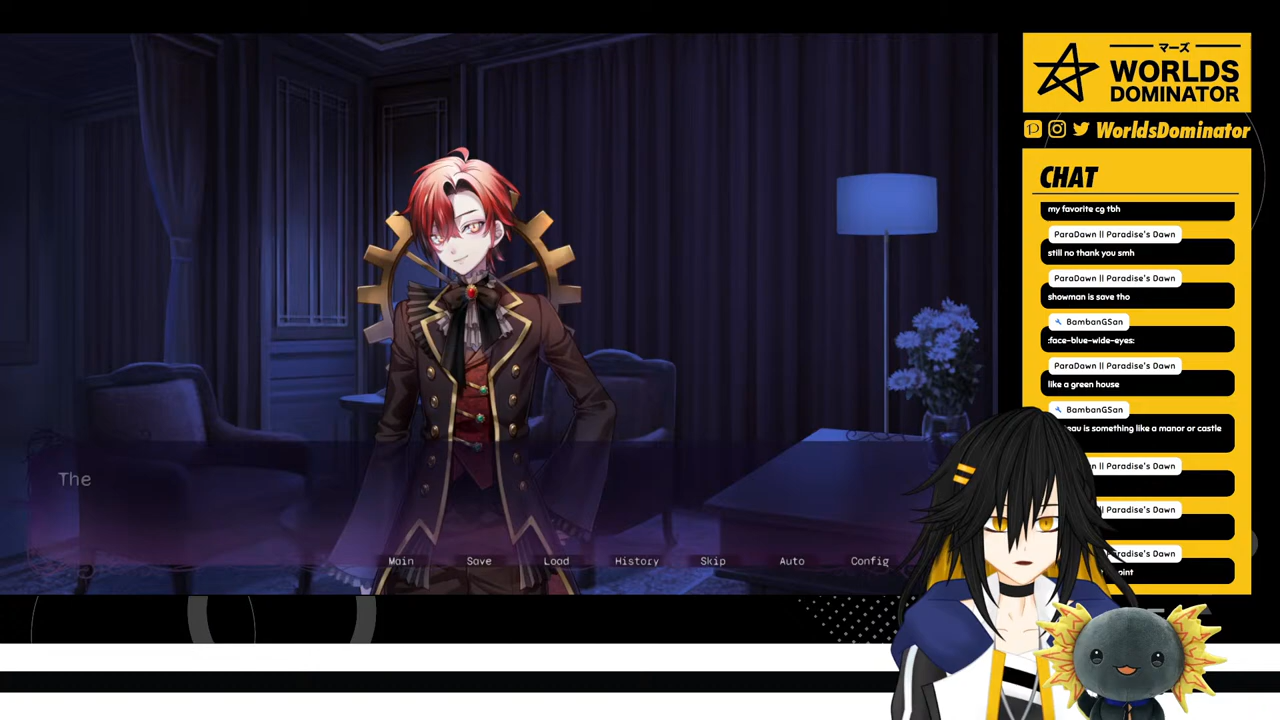 The
Main
Save
Load
History
Skip
Auto
Config
マーズ
WORLDS
DOMINATOR
WorldsDominator
CHAT
my favorite cg tbh
ParaDawn || Paradise's Dawn
still no thank you smh
ParaDawn || Paradise's Dawn
showman is save tho
BambanGSan
:face-blue-wide-eyes:
ParaDawn || Paradise's Dawn
like a green house
BambanGSan
is something like a manor or castle
|| Paradise's Dawn
|| Paradise's Dawn
Paradise's Dawn